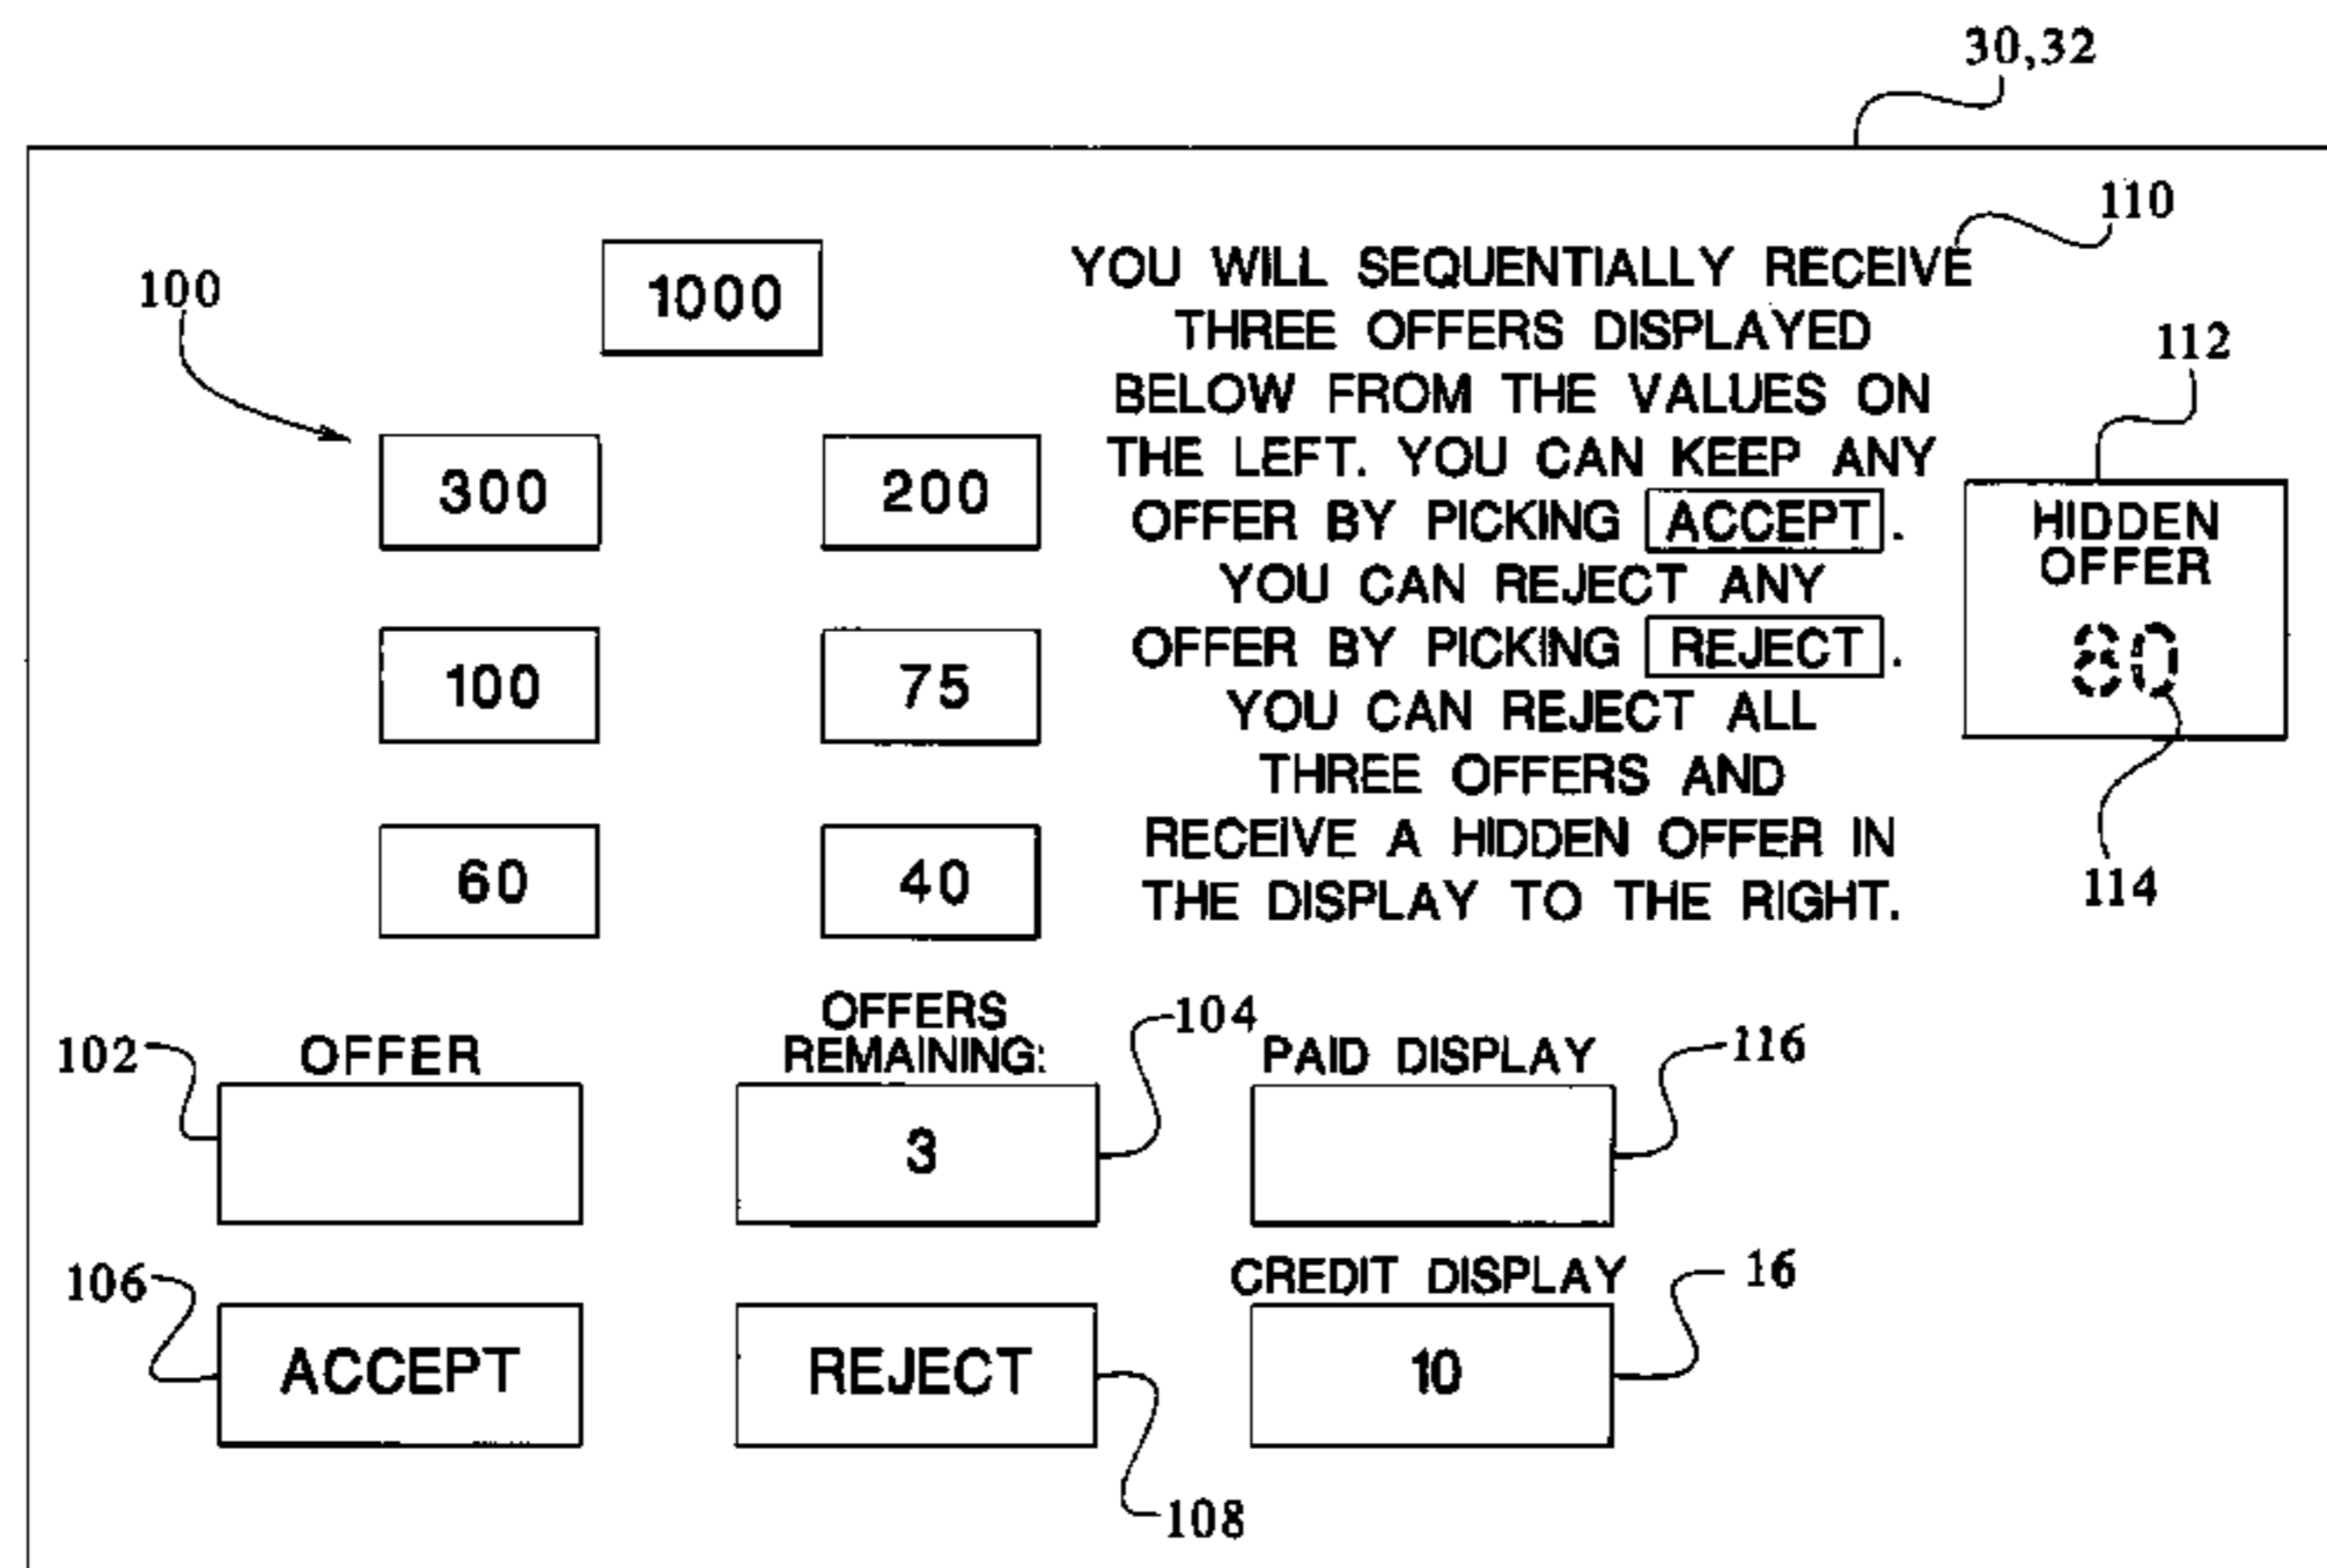 30,32
110
100
1000
YOU WILL SEQUENTIALLY RECEIVE
THREE OFFERS DISPLAYED
BELOW FROM THE VALUES ON
THE LEFT. YOU CAN KEEP ANY
OFFER BY PICKING ACCEPT.
YOU CAN REJECT ANY
OFFER BY PICKING REJECT.
YOU CAN REJECT ALL
THREE OFFERS AND
RECEIVE A HIDDEN OFFER IN
THE DISPLAY TO THE RIGHT.
112
HIDDEN
OFFER
80
114
300 200
100 75
60 40
102
OFFER
OFFERS
REMAINING:
3
104
PAID DISPLAY
116
106
ACCEPT
REJECT
108
CREDIT DISPLAY
10
16